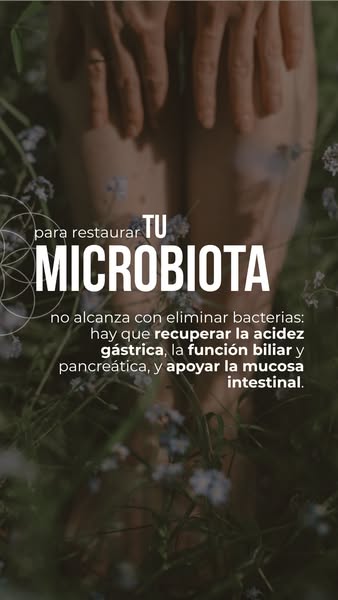 para restaurar TU
MICROBIOTA
no alcanza con eliminar bacterias:
hay que recuperar la acidez
gástrica, la función biliar y
pancreática, y apoyar la mucosa
intestinal.